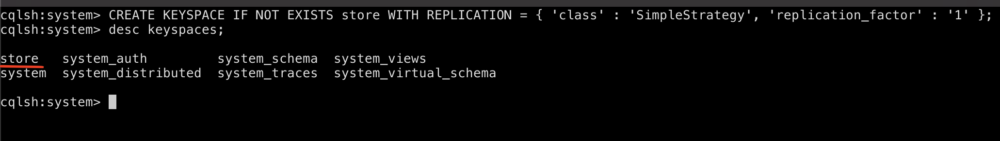 cqlsh:system> CREATE KEYSPACE IF NOT EXISTS store WITH REPLICATION = { 'class' : 'SimpleStrategy', 'replication_factor' : '1' };
cqlsh:system> desc keyspaces;
store   system_auth         system_schema  system_views
system  system_distributed  system_traces  system_virtual_schema
cqlsh:system>